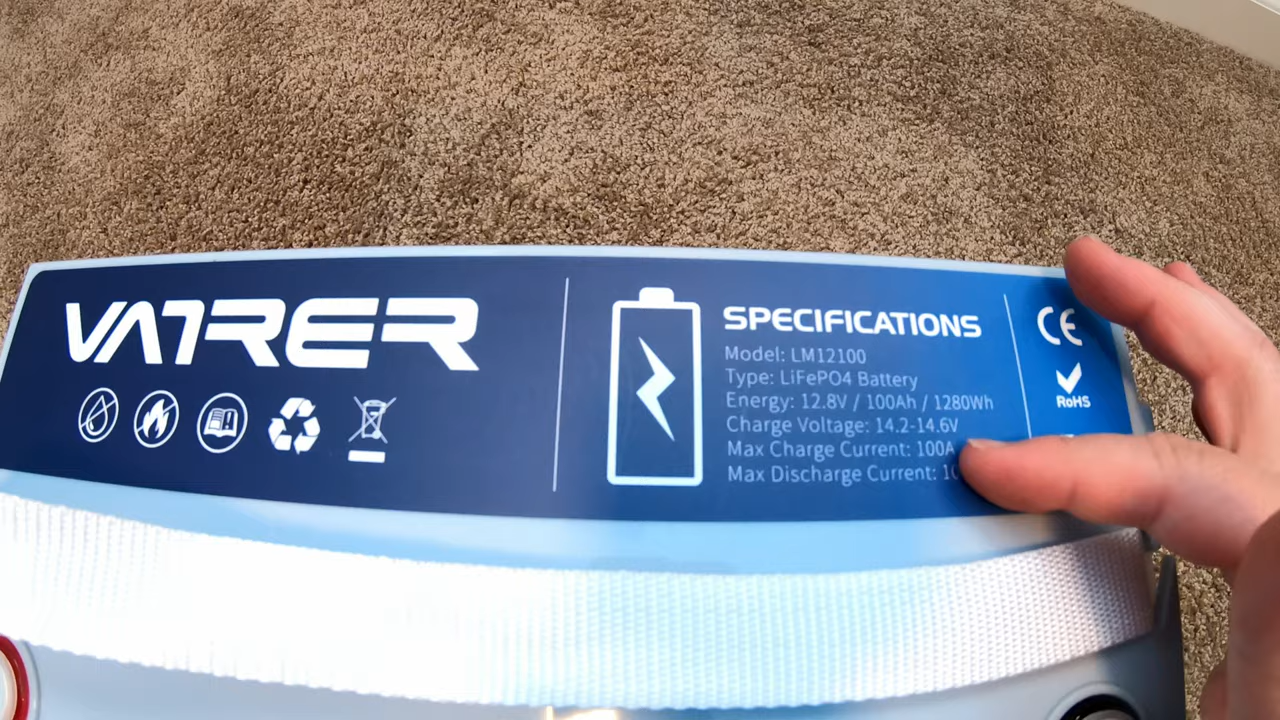 VATRER
SPECIFICATIONS
Model: LM12100
Type: LiFePO4 Battery
Energy: 12.8V / 100Ah / 1280Wh
Charge Voltage: 14.2-14.6V
Max Charge Current: 100A
Max Discharge Current:
CE
RoHS